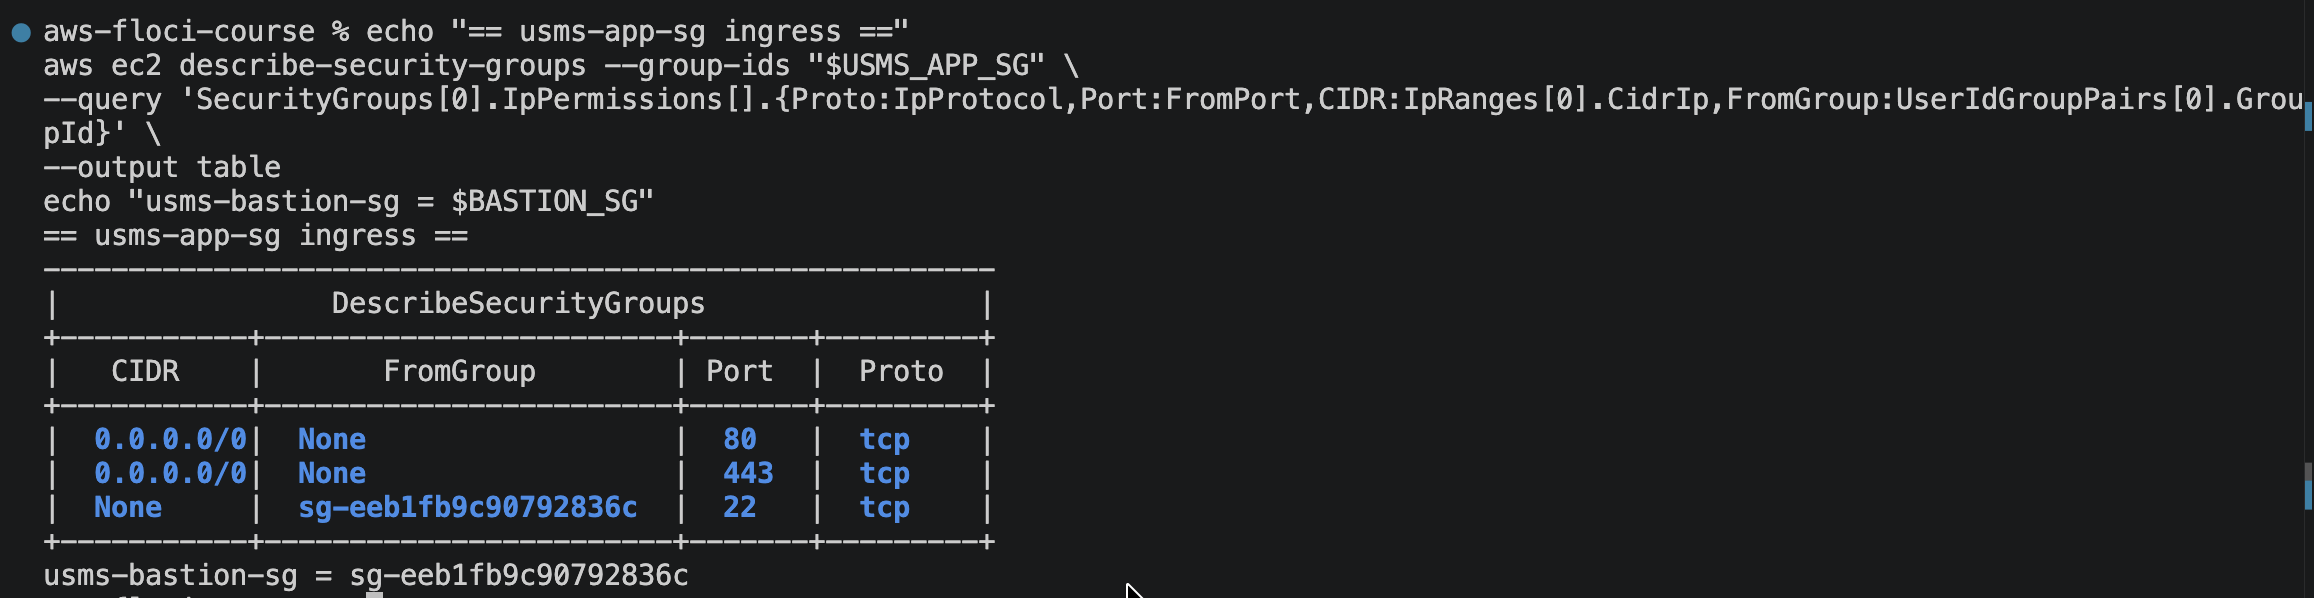 aws-floci-course % echo "== usms-app-sg ingress =="
aws ec2 describe-security-groups --group-ids "$USMS_APP_SG" \
--query 'SecurityGroups[0].IpPermissions[].{Proto:IpProtocol,Port:FromPort,CIDR:IpRanges[0].CidrIp,FromGroup:UserIdGroupPairs[0].Grou
pId}' \
--output table
echo "usms-bastion-sg = $BASTION_SG"
== usms-app-sg ingress ==
--------------------------------------------------------
|                DescribeSecurityGroups                |
+-----------+------------------------+-------+---------+
|   CIDR    |       FromGroup        | Port  |  Proto  |
+-----------+------------------------+-------+---------+
|  0.0.0.0/0|  None                  |  80   |  tcp    |
|  0.0.0.0/0|  None                  |  443  |  tcp    |
|  None     |  sg-eeb1fb9c90792836c  |  22   |  tcp    |
+-----------+------------------------+-------+---------+
usms-bastion-sg = sg-eeb1fb9c90792836c